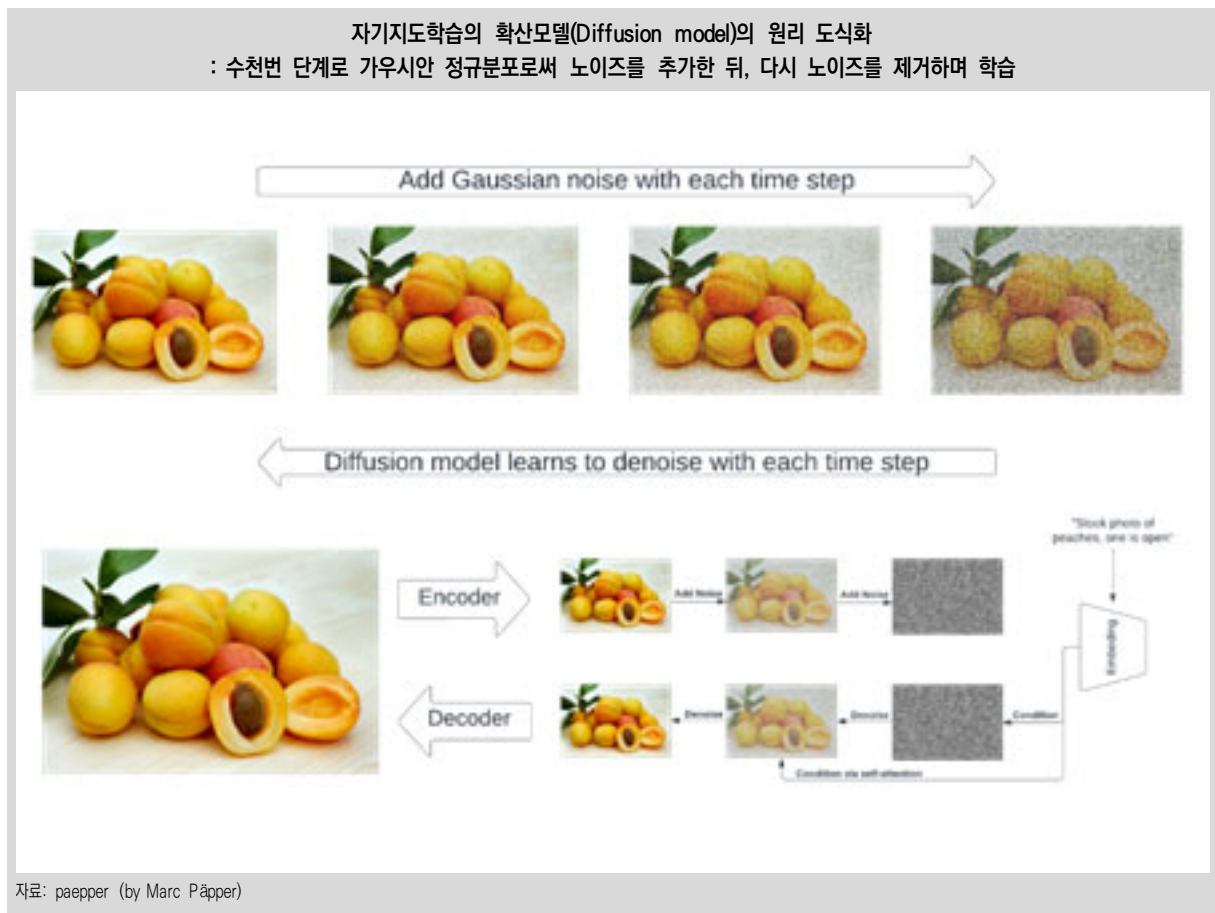 자기지도학습의 확산모델(Diffusion model)의 원리 도식화
: 수천번 단계로 가우시안 정규분포로써 노이즈를 추가한 뒤, 다시 노이즈를 제거하며 학습
Add Gaussian noise with each time step
Diffusion model learns to denoise with each time step
"Stock photo of
peaches, one is open"
Encoder
Add Noise
Add Noise
Embeding
Decoder
Denoise
Denoise
Condition
Condition via self-attention
자료: paepper (by Marc Päpper)